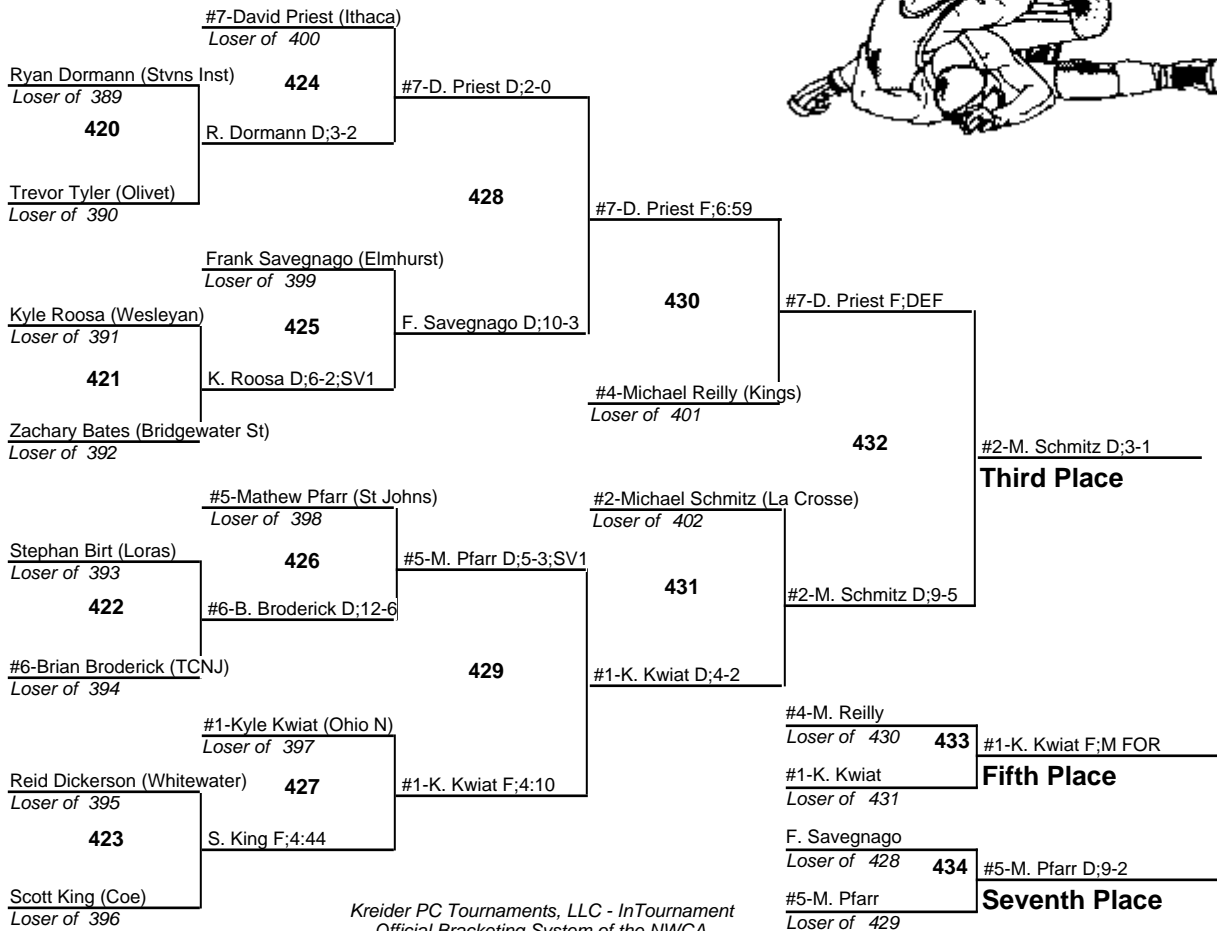 #7-David Priest (Ithaca)
Loser of 400
Ryan Dormann (Stvns Inst)
Loser of 389
424
#7-D. Priest D;2-0
420
R. Dormann D;3-2
Trevor Tyler (Olivet)
Loser of 390
428
#7-D. Priest F;6:59
Frank Savegnago (Elmhurst)
Loser of 399
Kyle Roosa (Wesleyan)
Loser of 391
425
F. Savegnago D;10-3
430
#7-D. Priest F;DEF
421
K. Roosa D;6-2;SV1
#4-Michael Reilly (Kings)
Loser of 401
Zachary Bates (Bridgewater St)
Loser of 392
432
#2-M. Schmitz D;3-1
Third Place
#5-Mathew Pfarr (St Johns)
Loser of 398
#2-Michael Schmitz (La Crosse)
Loser of 402
Stephan Birt (Loras)
Loser of 393
426
#5-M. Pfarr D;5-3;SV1
431
#2-M. Schmitz D;9-5
422
#6-B. Broderick D;12-6
#6-Brian Broderick (TCNJ)
Loser of 394
429
#1-K. Kwiat D;4-2
#1-Kyle Kwiat (Ohio N)
Loser of 397
#4-M. Reilly
Loser of 430
433
#1-K. Kwiat F;M FOR
Fifth Place
#1-K. Kwiat
Loser of 431
Reid Dickerson (Whitewater)
Loser of 395
427
#1-K. Kwiat F;4:10
423
S. King F;4:44
F. Savegnago
Loser of 428
434
#5-M. Pfarr D;9-2
Seventh Place
#5-M. Pfarr
Loser of 429
Scott King (Coe)
Loser of 396
Kreider PC Tournaments, LLC - InTournament
Official Bracketing System of the NWCA